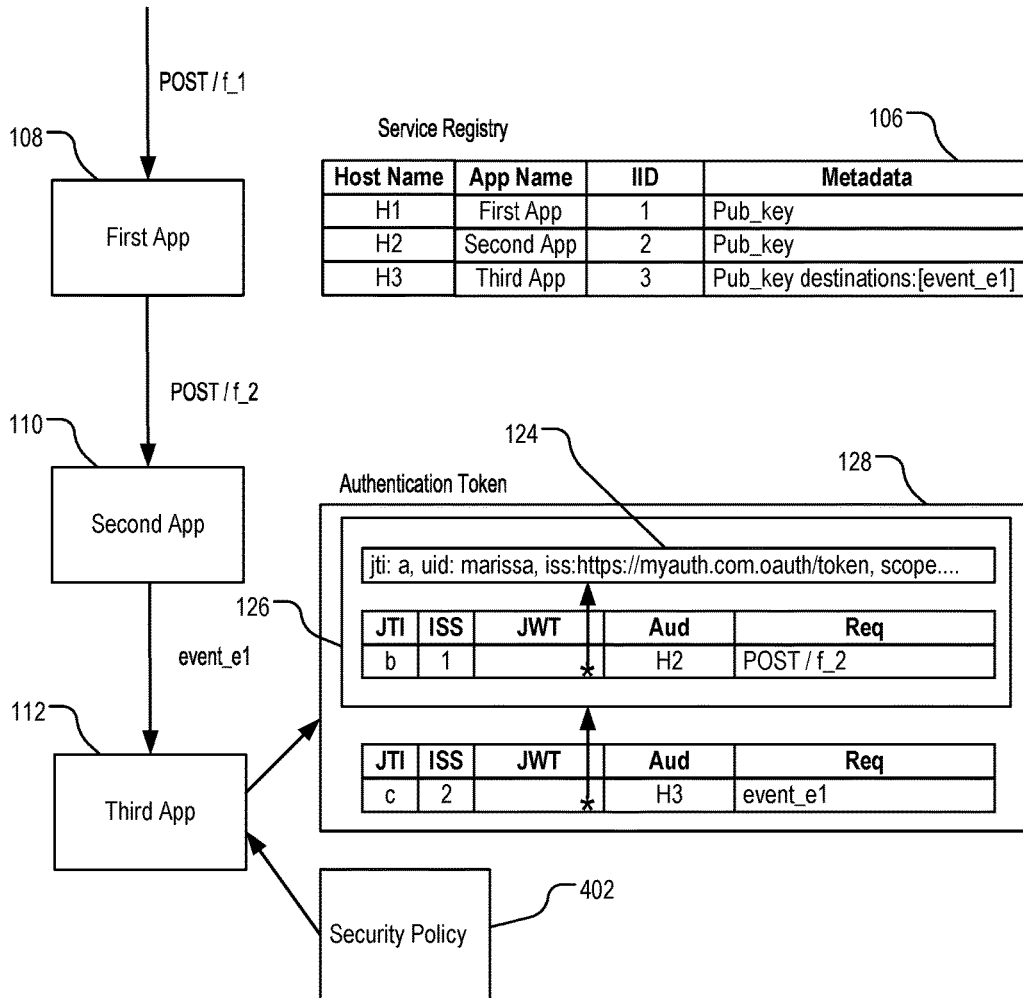 POST / f_1
108
First App
Service Registry
106
Host Name App Name IID Metadata
H1 First App 1 Pub_key
H2 Second App 2 Pub_key
H3 Third App 3 Pub_key destinations:[event_e1]
POST / f_2
110
Second App
124
128
Authentication Token
jti: a, uid: marissa, iss:https://myauth.com.oauth/token, scope....
126
JTI ISS JWT Aud Req
b 1 * H2 POST / f_2
event_e1
112
Third App
JTI ISS JWT Aud Req
c 2 * H3 event_e1
402
Security Policy